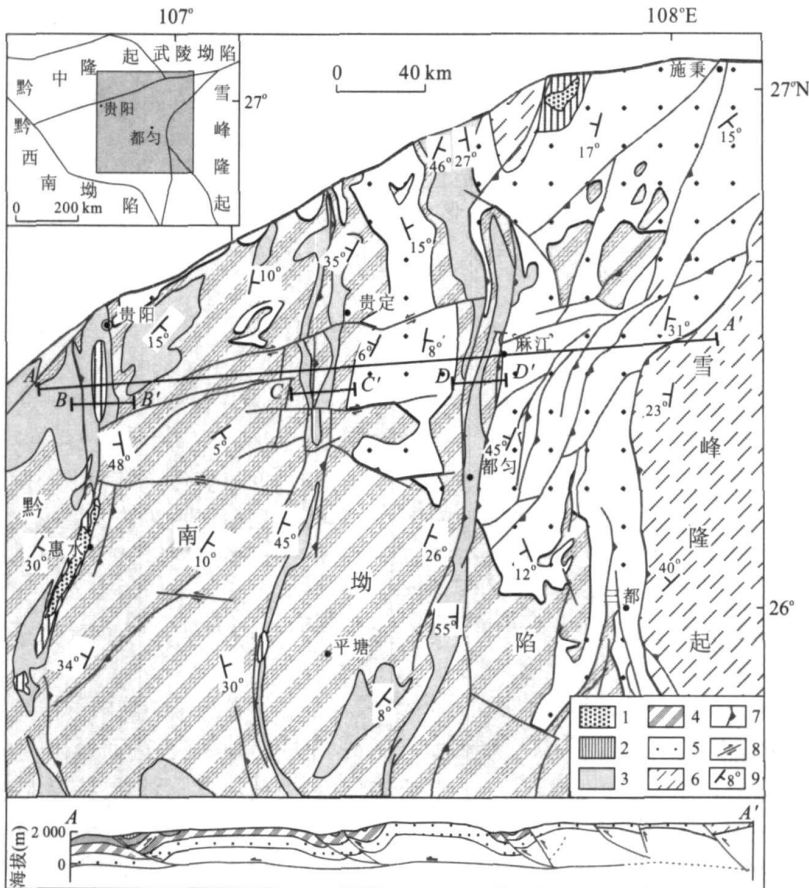 107°
108°E
起 武陵坳陷
隆
中
黔
贵阳
27°
雪
峰
隆
起
黔
西
南
坳
陷
都匀
0 200 km
0 40 km
施秉
27°N
46° 27°
17°
15°
15°
35°
10°
贵定
贵阳
15°
6°
8°
麻江
31°
A'
雪
A
B B'
C C'
D D'
23°
峰
48°
5°
45°
都匀
黔
30°
惠水
南
10°
45°
26°
坳
12°
隆
40°
三都
26°
55°
陷
起
34°
平塘
30°
8°
1 4 7
2 5 8
3 6 8° 9
A A'
海拔(m)
2 000
0